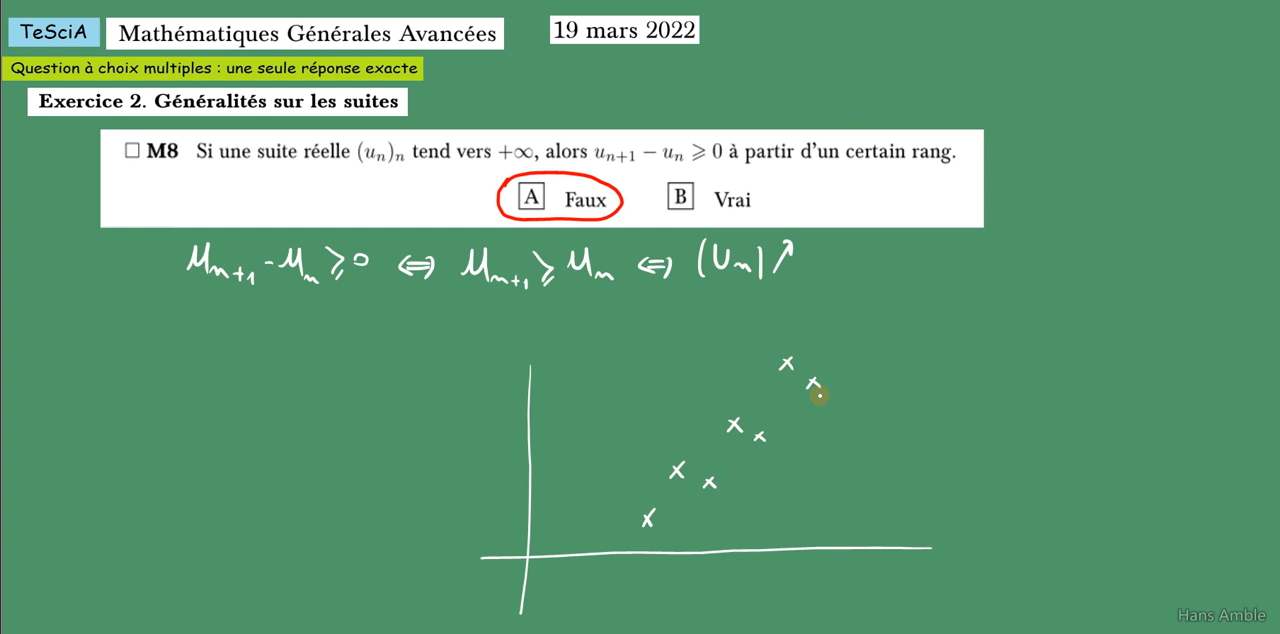 TeSciA
Mathématiques Générales Avancées
19 mars 2022
Question à choix multiples : une seule réponse exacte
Exercice 2. Généralités sur les suites
☐ M8 Si une suite réelle (uₙ)ₙ tend vers +∞, alors uₙ₊₁ − uₙ ⩾ 0 à partir d'un certain rang.
A Faux B Vrai
uₙ₊₁ - uₙ ⩾ 0 ⇔ uₙ₊₁ ⩾ uₙ ⇔ (uₙ) ↗
Hans Amble